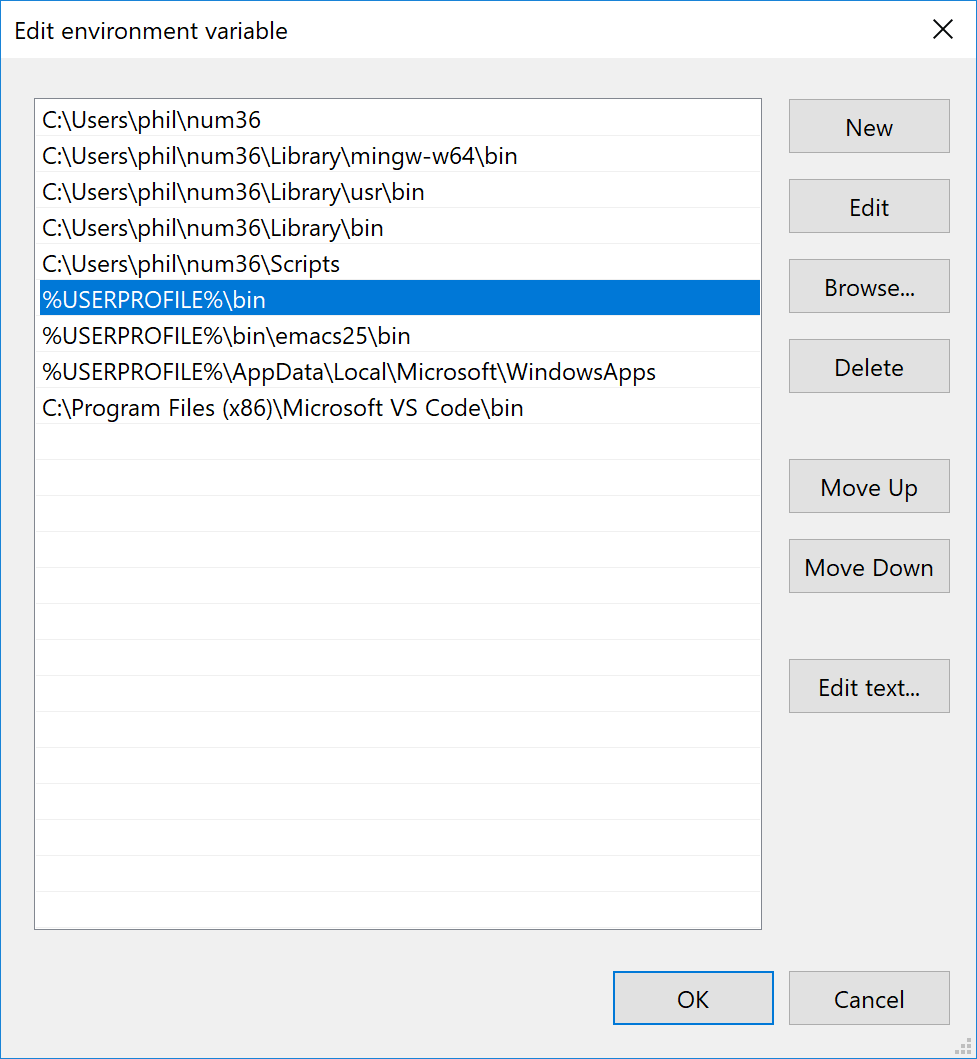 Edit environment variable
C:\Users\phil\num36
C:\Users\phil\num36\Library\mingw-w64\bin
C:\Users\phil\num36\Library\usr\bin
C:\Users\phil\num36\Library\bin
C:\Users\phil\num36\Scripts
%USERPROFILE%\bin
%USERPROFILE%\bin\emacs25\bin
%USERPROFILE%\AppData\Local\Microsoft\WindowsApps
C:\Program Files (x86)\Microsoft VS Code\bin
New
Edit
Browse...
Delete
Move Up
Move Down
Edit text...
OK
Cancel